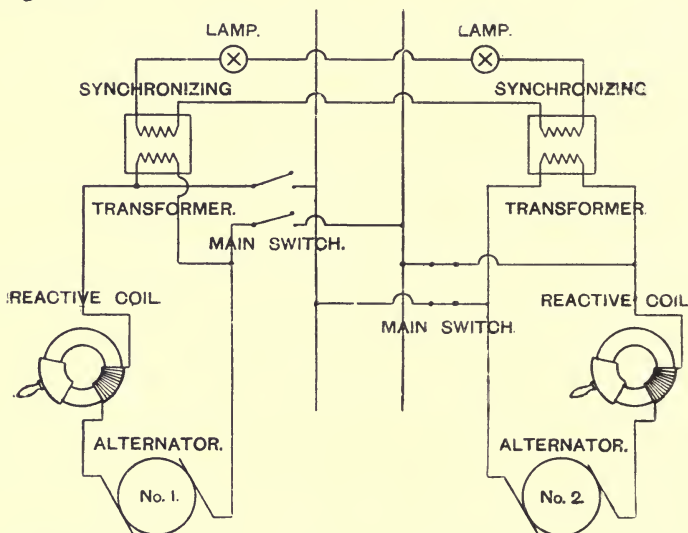 LAMP. LAMP.
SYNCHRONIZING SYNCHRONIZING
TRANSFORMER. TRANSFORMER.
MAIN SWITCH.
REACTIVE COIL REACTIVE COIL
MAIN SWITCH.
ALTERNATOR. ALTERNATOR.
No. 1. No. 2